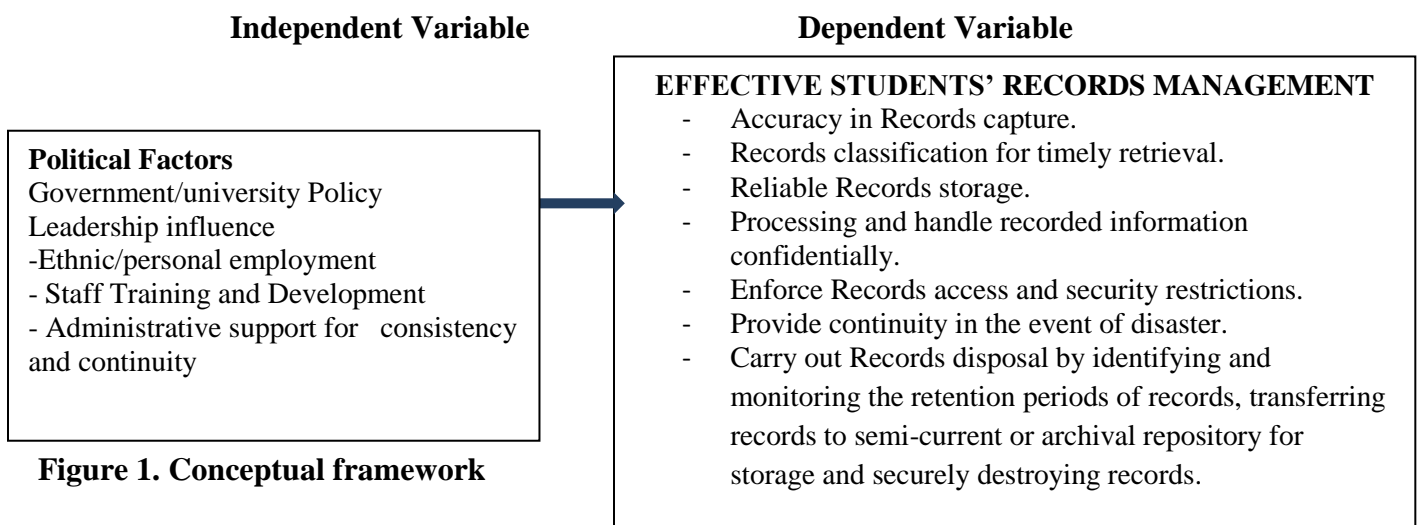 Independent Variable
Dependent Variable
Political Factors
Government/university Policy
Leadership influence
-Ethnic/personal employment
- Staff Training and Development
- Administrative support for consistency
and continuity
Figure 1. Conceptual framework
EFFECTIVE STUDENTS’ RECORDS MANAGEMENT
- Accuracy in Records capture.
- Records classification for timely retrieval.
- Reliable Records storage.
- Processing and handle recorded information
confidentially.
- Enforce Records access and security restrictions.
- Provide continuity in the event of disaster.
- Carry out Records disposal by identifying and
monitoring the retention periods of records, transferring
records to semi-current or archival repository for
storage and securely destroying records.